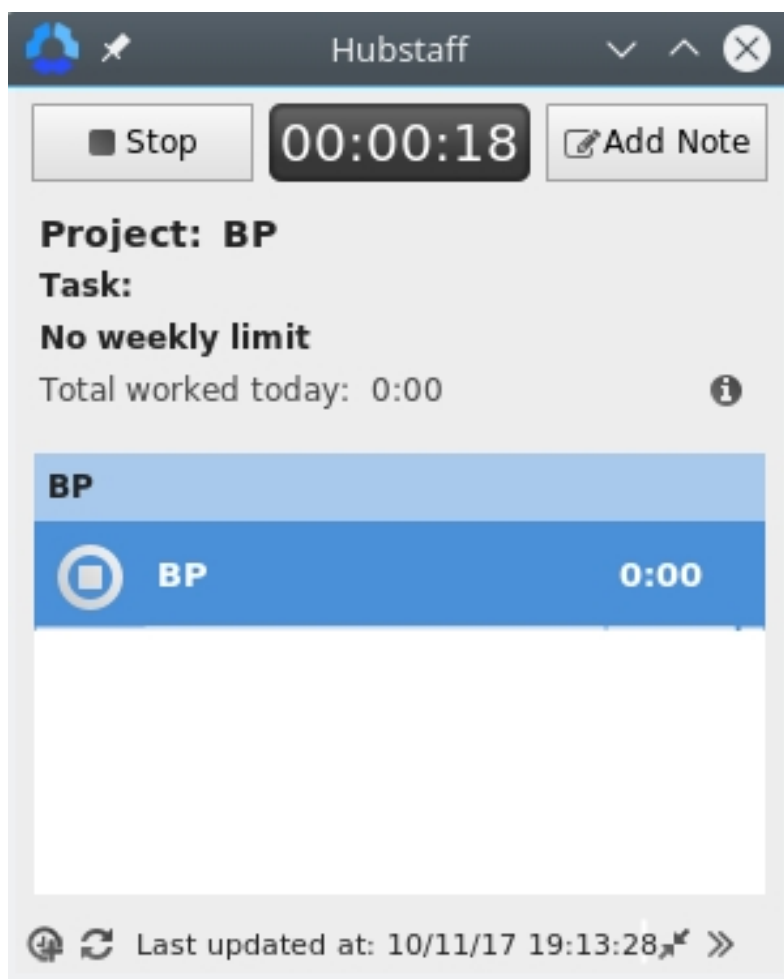 Hubstaff
Stop 00:00:18 Add Note
Project: BP
Task:
No weekly limit
Total worked today: 0:00
BP
BP 0:00
Last updated at: 10/11/17 19:13:28